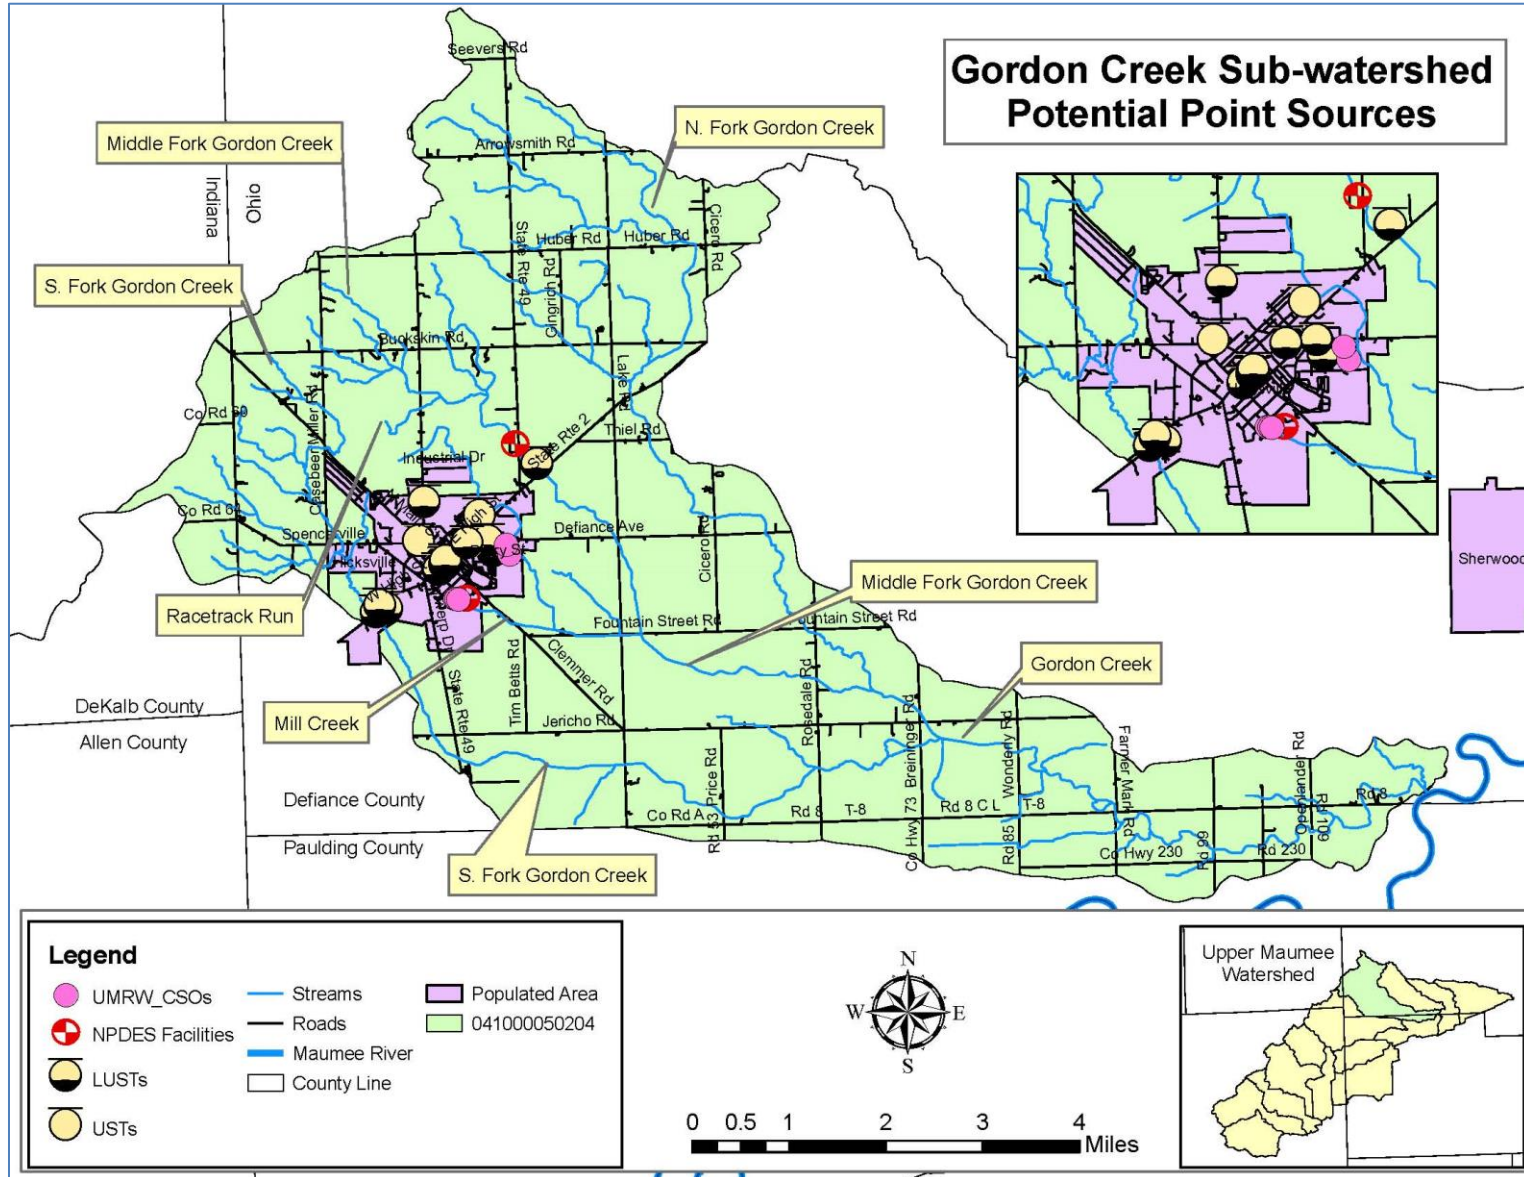 Gordon Creek Sub-watershed
Potential Point Sources
Seevers Rd
Middle Fork Gordon Creek
N. Fork Gordon Creek
Arrowsmith Rd
Indiana
Ohio
State Rte 49
Huber Rd
Huber Rd
Cicero Rd
Gingrich Rd
S. Fork Gordon Creek
Buckskin Rd
Lake Rd
Casebeer Miller Rd
Co Rd 60
State Rte 2
Thiel Rd
Industrial Dr
Co Rd 62
Spencerville
Hicksville
Defiance Ave
Cicero Rd
Sherwood
Racetrack Run
Middle Fork Gordon Creek
Fountain Street Rd
Fountain Street Rd
Clemmer Rd
Tim Betts Rd
State Rte 49
Rosedale Rd
Gordon Creek
Mill Creek
Jericho Rd
DeKalb County
Allen County
Price Rd
Breininger Rd
Wonderly Rd
Farmer Mark Rd
Openlander Rd
Defiance County
Co Rd A
Rd 8
T-8
Rd 8 C L
T-8
Rd 8
Rd 53
Co Hwy 73
Rd 85
Co Hwy 230
Rd 99
Rd 230
Rd 109
Paulding County
S. Fork Gordon Creek
Legend
UMRW_CSOs
NPDES Facilities
LUSTs
USTs
Streams
Roads
Maumee River
County Line
Populated Area
041000050204
N
W
E
S
0 0.5 1 2 3 4
Miles
Upper Maumee
Watershed